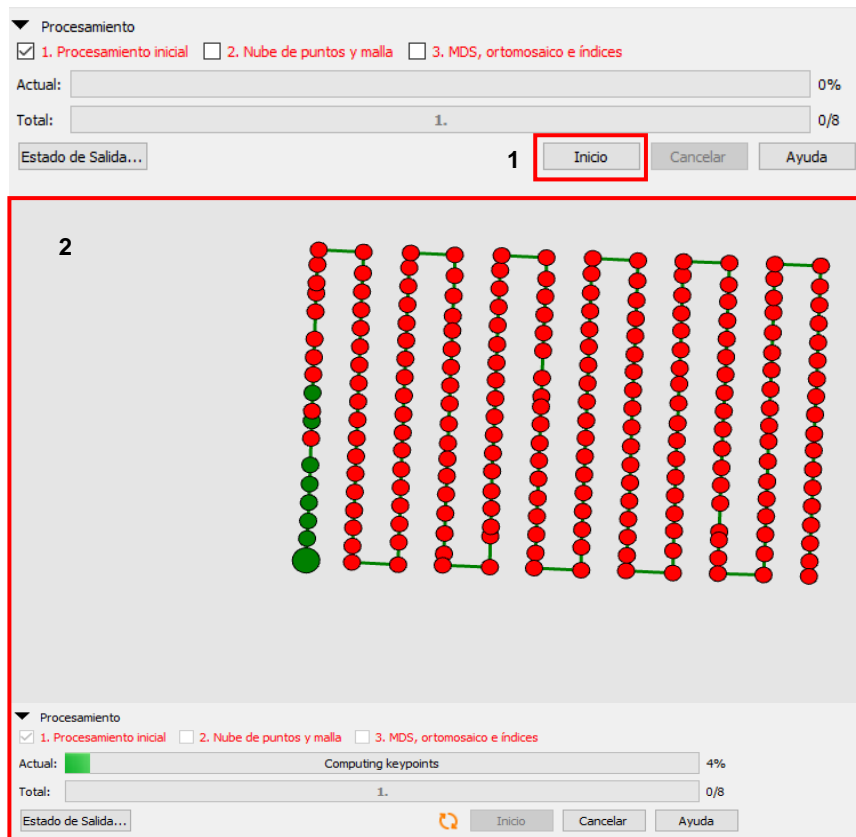 Procesamiento
1. Procesamiento inicial 2. Nube de puntos y malla 3. MDS, ortomosaico e índices
Actual: 0%
Total: 1. 0/8
Estado de Salida... 1 Inicio Cancelar Ayuda
2
Procesamiento
1. Procesamiento inicial 2. Nube de puntos y malla 3. MDS, ortomosaico e índices
Actual: Computing keypoints 4%
Total: 1. 0/8
Estado de Salida... Inicio Cancelar Ayuda